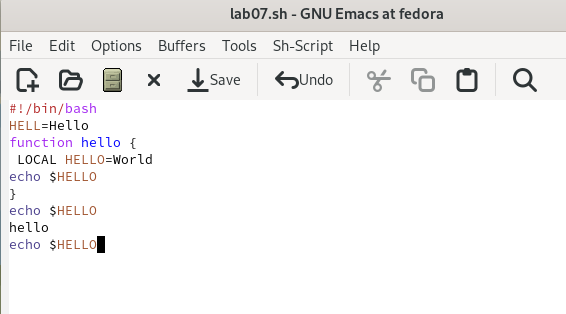 lab07.sh - GNU Emacs at fedora
File Edit Options Buffers Tools Sh-Script Help
Save Undo
#!/bin/bash
HELL=Hello
function hello {
 LOCAL HELLO=World
echo $HELLO
}
echo $HELLO
hello
echo $HELLO